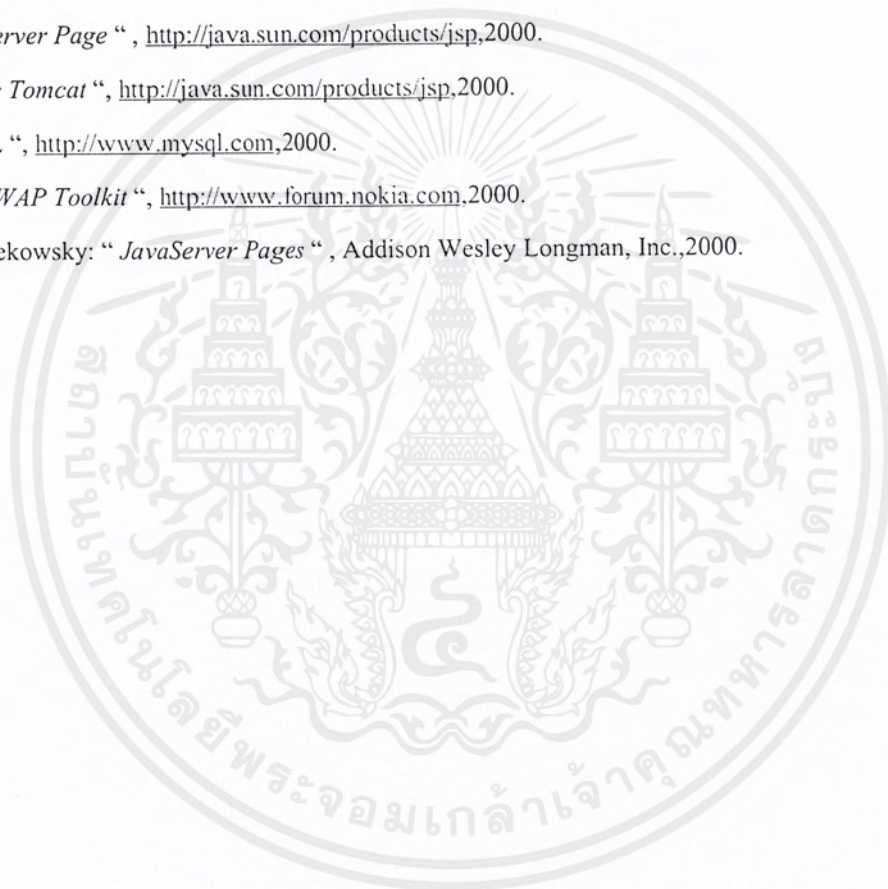 erver Page “ , http://java.sun.com/products/jsp,2000.
Tomcat “, http://java.sun.com/products/jsp,2000.
“, http://www.mysql.com,2000.
WAP Toolkit “, http://www.forum.nokia.com,2000.
ekowsky: “ JavaServer Pages “ , Addison Wesley Longman, Inc.,2000.
สถาบันเทคโนโลยีพระจอมเกล้าเจ้าคุณทหารลาดกระบัง
๔